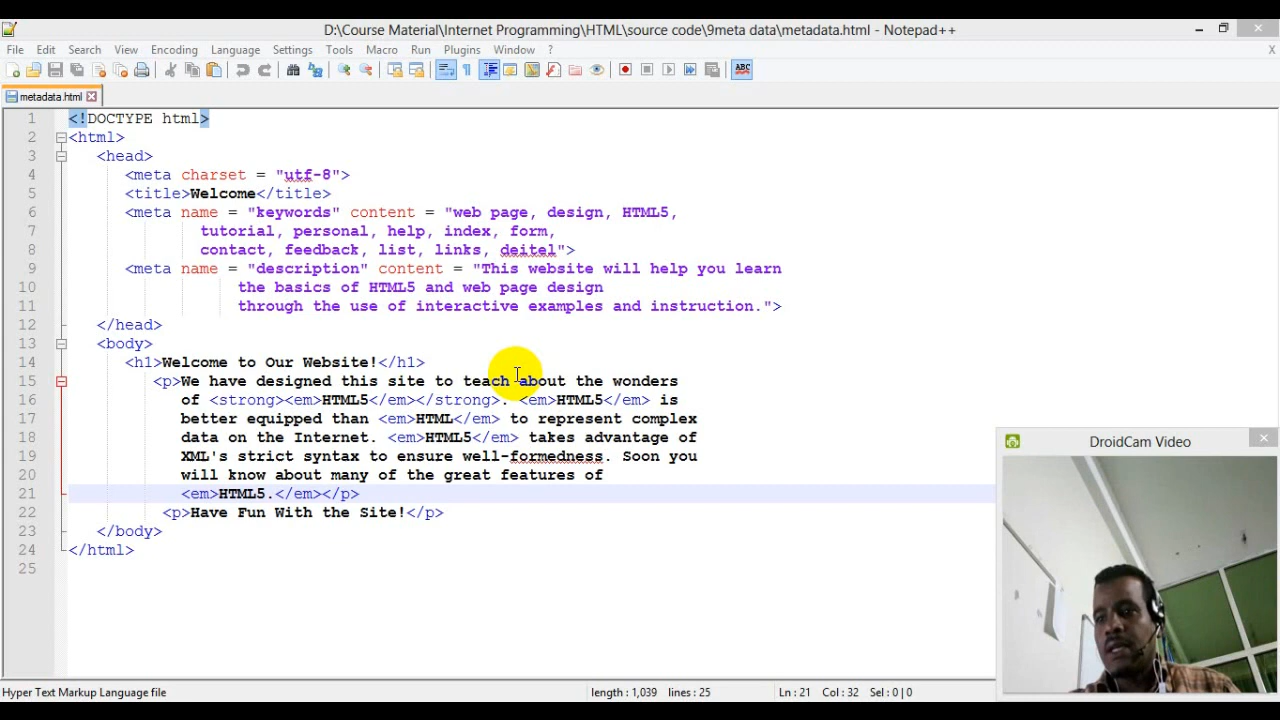 D:\Course Material\Internet Programming\HTML\source code\9meta data\metadata.html - Notepad++
File Edit Search View Encoding Language Settings Tools Macro Run Plugins Window ? X
ABC
metadata.html
1 <!DOCTYPE html>
2 <html>
3 <head>
4 <meta charset = "utf-8">
5 <title>Welcome</title>
6 <meta name = "keywords" content = "web page, design, HTML5,
7 tutorial, personal, help, index, form,
8 contact, feedback, list, links, deitel">
9 <meta name = "description" content = "This website will help you learn
10 the basics of HTML5 and web page design
11 through the use of interactive examples and instruction.">
12 </head>
13 <body>
14 <h1>Welcome to Our Website!</h1>
15 <p>We have designed this site to teach about the wonders
16 of <strong><em>HTML5</em></strong>. <em>HTML5</em> is
17 better equipped than <em>HTML</em> to represent complex
18 data on the Internet. <em>HTML5</em> takes advantage of
19 XML's strict syntax to ensure well-formedness. Soon you
20 will know about many of the great features of
21 <em>HTML5.</em></p>
22 <p>Have Fun With the Site!</p>
23 </body>
24 </html>
25
DroidCam Video
Hyper Text Markup Language file length : 1,039 lines : 25 Ln : 21 Col : 32 Sel : 0 | 0